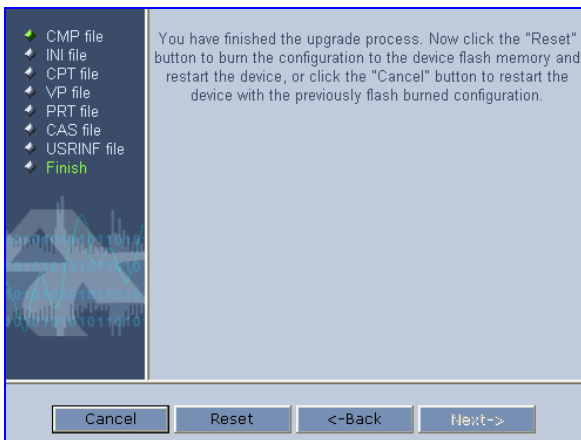 CMP file
INI file
CPT file
VP file
PRT file
CAS file
USRINF file
Finish
You have finished the upgrade process. Now click the "Reset"
button to burn the configuration to the device flash memory and
restart the device, or click the "Cancel" button to restart the
device with the previously flash burned configuration.
Cancel
Reset
<-Back
Next->